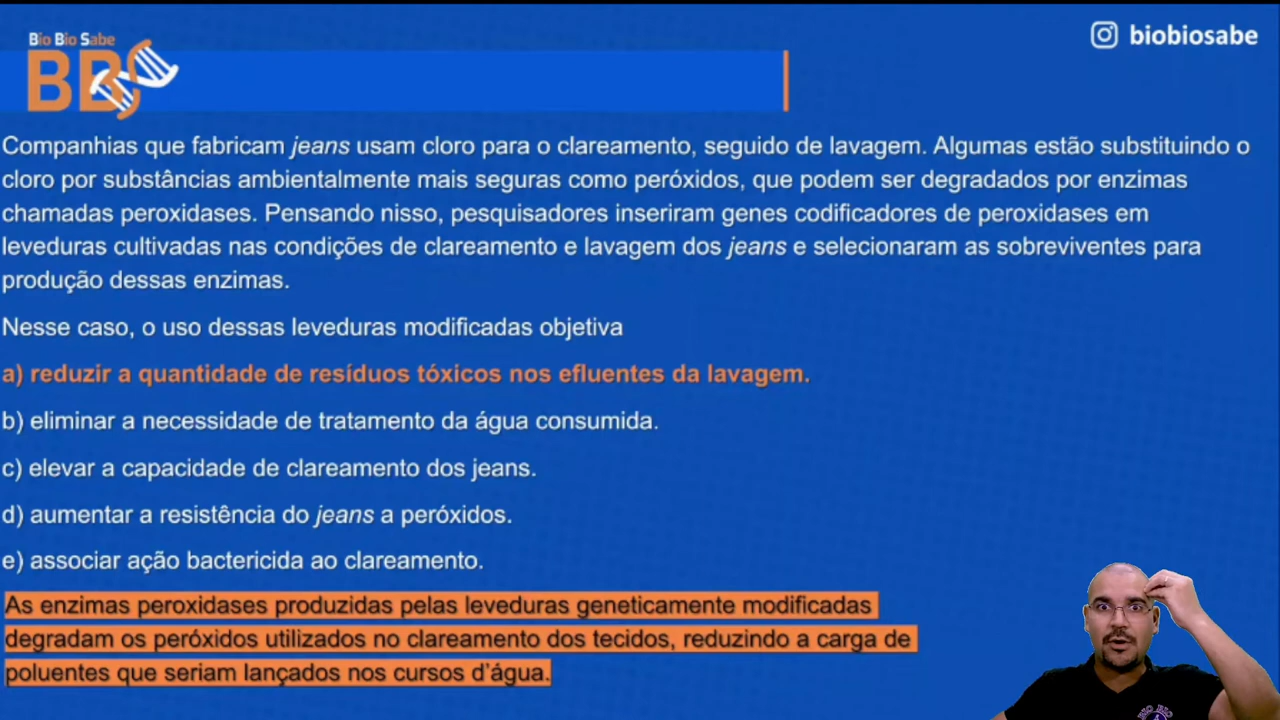 Bio Bio Sabe
BBS
biobiosabe
Companhias que fabricam jeans usam cloro para o clareamento, seguido de lavagem. Algumas estão substituindo o
cloro por substâncias ambientalmente mais seguras como peróxidos, que podem ser degradados por enzimas
chamadas peroxidases. Pensando nisso, pesquisadores inseriram genes codificadores de peroxidases em
leveduras cultivadas nas condições de clareamento e lavagem dos jeans e selecionaram as sobreviventes para
produção dessas enzimas.
Nesse caso, o uso dessas leveduras modificadas objetiva
a) reduzir a quantidade de resíduos tóxicos nos efluentes da lavagem.
b) eliminar a necessidade de tratamento da água consumida.
c) elevar a capacidade de clareamento dos jeans.
d) aumentar a resistência do jeans a peróxidos.
e) associar ação bactericida ao clareamento.
As enzimas peroxidases produzidas pelas leveduras geneticamente modificadas
degradam os peróxidos utilizados no clareamento dos tecidos, reduzindo a carga de
poluentes que seriam lançados nos cursos d'água.
BIO BIO